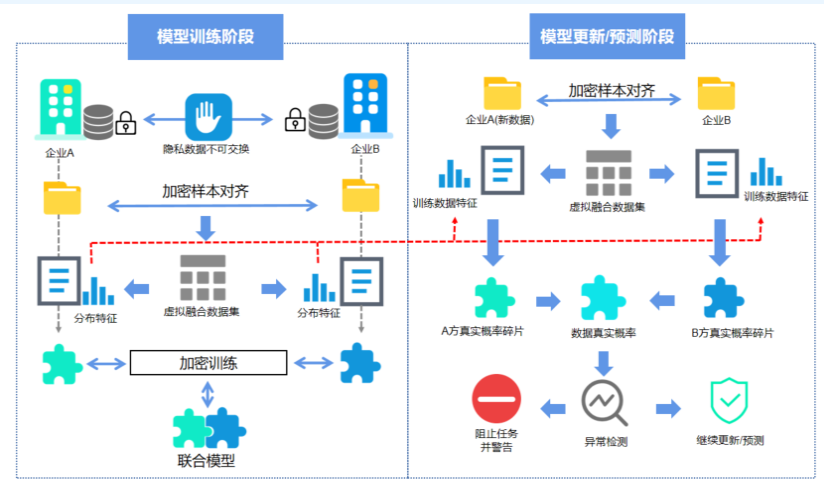 模型训练阶段
企业A
隐私数据不可交换
企业B
加密样本对齐
分布特征
虚拟融合数据集
分布特征
加密训练
联合模型
模型更新/预测阶段
加密样本对齐
企业A(新数据)
企业B
训练数据特征
虚拟融合数据集
训练数据特征
A方真实概率碎片
数据真实概率
B方真实概率碎片
阻止任务
并警告
异常检测
继续更新/预测